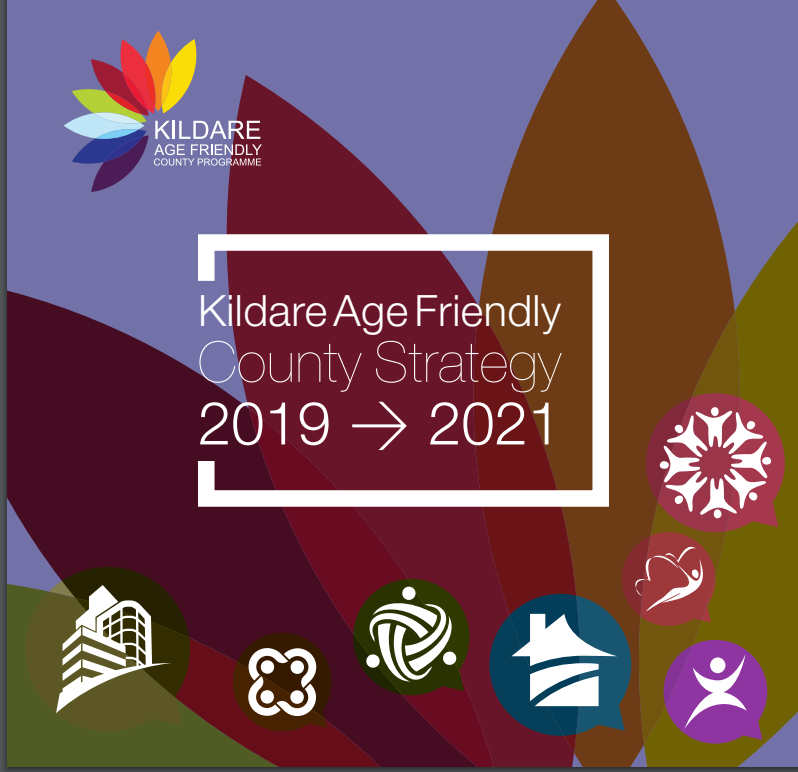 KILDARE
AGE FRIENDLY
COUNTY PROGRAMME
Kildare Age Friendly
County Strategy
2019 → 2021